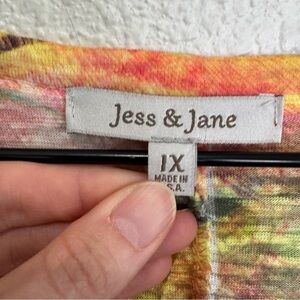 Jess & Jane
1X
MADE IN
U.S.A.